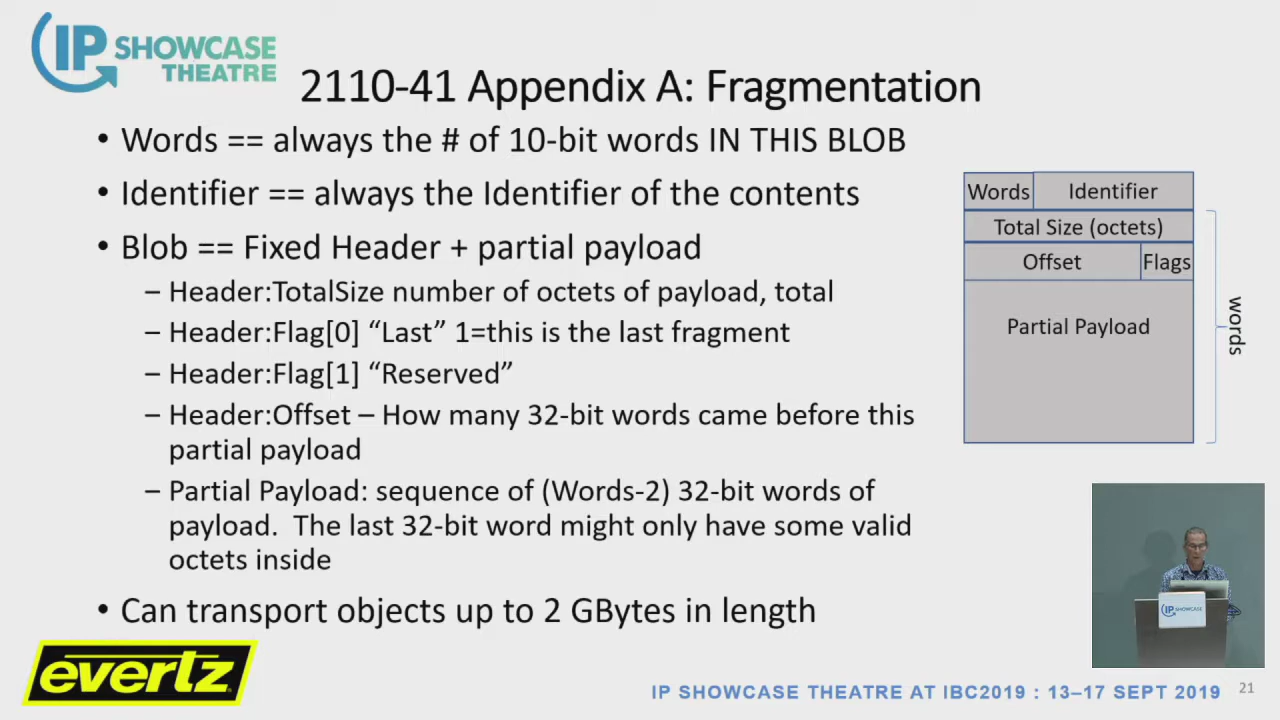 IP SHOWCASE
THEATRE
2110-41 Appendix A: Fragmentation
• Words == always the # of 10-bit words IN THIS BLOB
• Identifier == always the Identifier of the contents
• Blob == Fixed Header + partial payload
– Header:TotalSize number of octets of payload, total
– Header:Flag[0] “Last” 1=this is the last fragment
– Header:Flag[1] “Reserved”
– Header:Offset – How many 32-bit words came before this
partial payload
– Partial Payload: sequence of (Words-2) 32-bit words of
payload.  The last 32-bit word might only have some valid
octets inside
• Can transport objects up to 2 GBytes in length
Words Identifier
Total Size (octets)
Offset Flags
Partial Payload
words
IP SHOWCASE
evertz
IP SHOWCASE THEATRE AT IBC2019 : 13–17 SEPT 2019
21